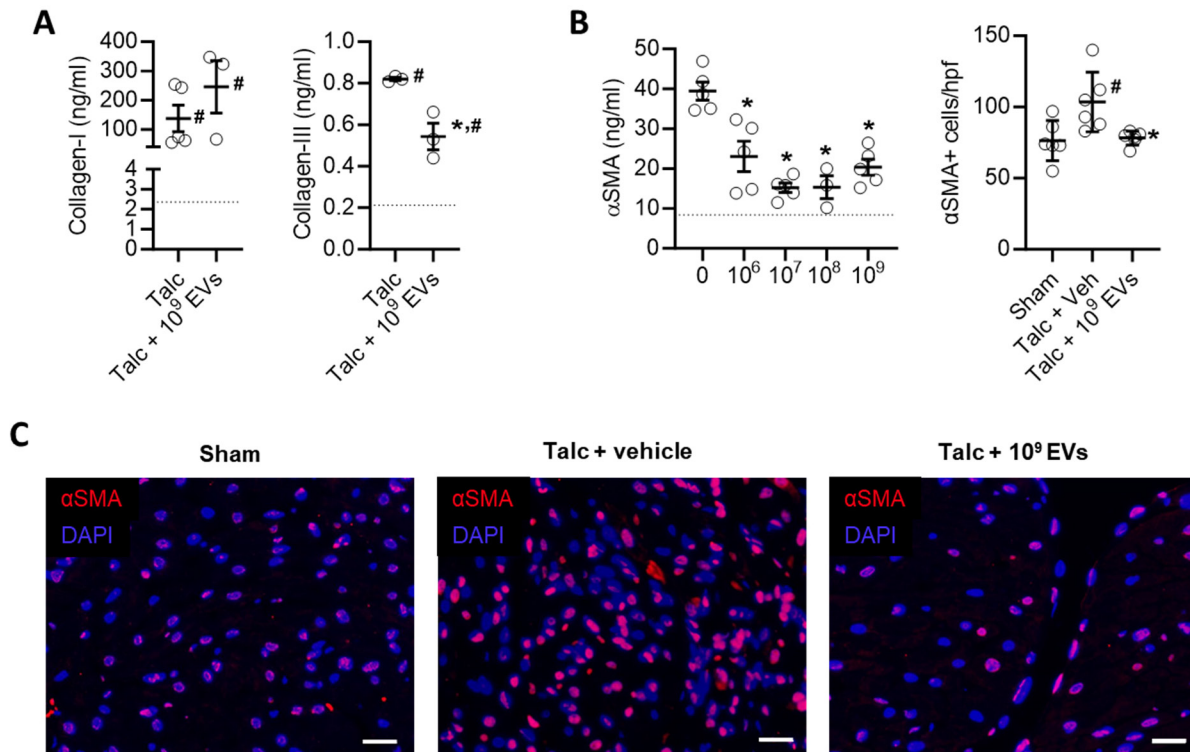 A
400
300
200
100
4
3
2
1
0
Collagen-I (ng/ml)
#
#
Talc
Talc + 10⁹ EVs
1.0
0.8
0.6
0.4
0.2
0.0
Collagen-III (ng/ml)
#
*,#
Talc
Talc + 10⁹ EVs
B
50
40
30
20
10
0
αSMA (ng/ml)
*
*
*
*
0 10⁶ 10⁷ 10⁸ 10⁹
150
100
50
0
αSMA+ cells/hpf
#
*
Sham
Talc + Veh
Talc + 10⁹ EVs
C
Sham
αSMA
DAPI
Talc + vehicle
αSMA
DAPI
Talc + 10⁹ EVs
αSMA
DAPI